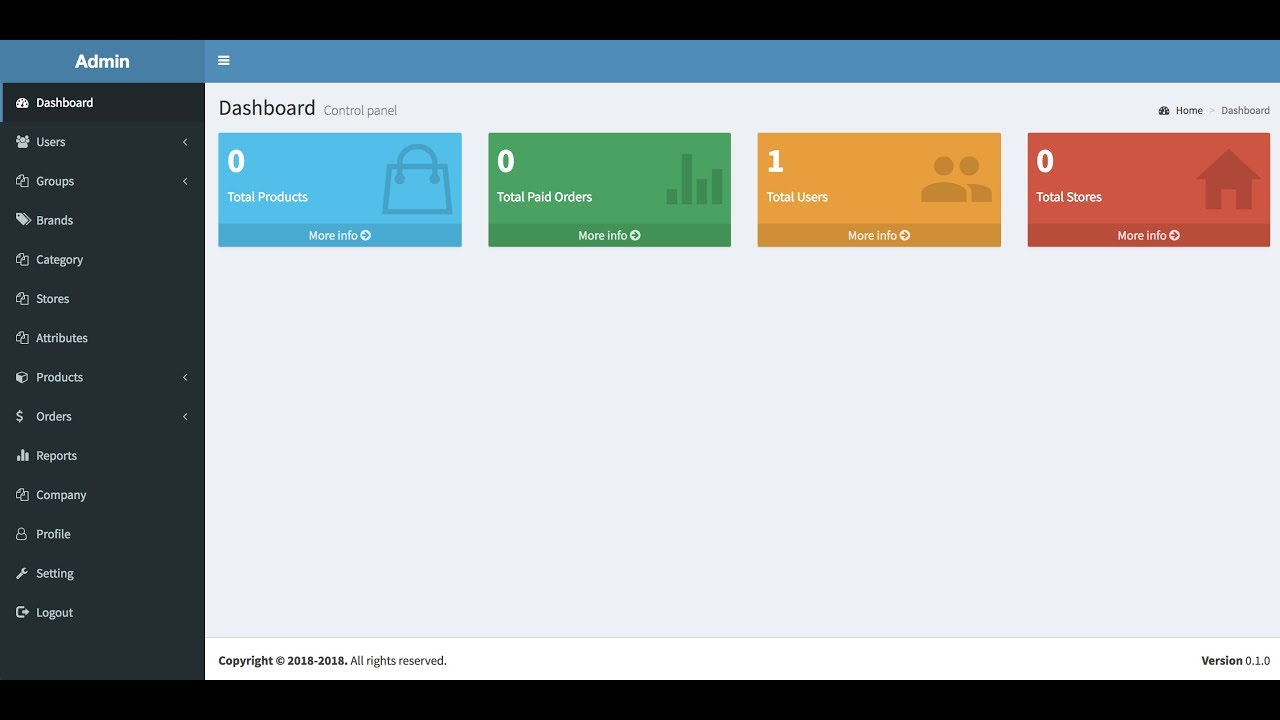 Admin
Dashboard
Users
Groups
Brands
Category
Stores
Attributes
Products
$ Orders
Reports
Company
Profile
Setting
Logout
Dashboard Control panel
Home > Dashboard
0
Total Products
More info
0
Total Paid Orders
More info
1
Total Users
More info
0
Total Stores
More info
Copyright © 2018-2018. All rights reserved.
Version 0.1.0